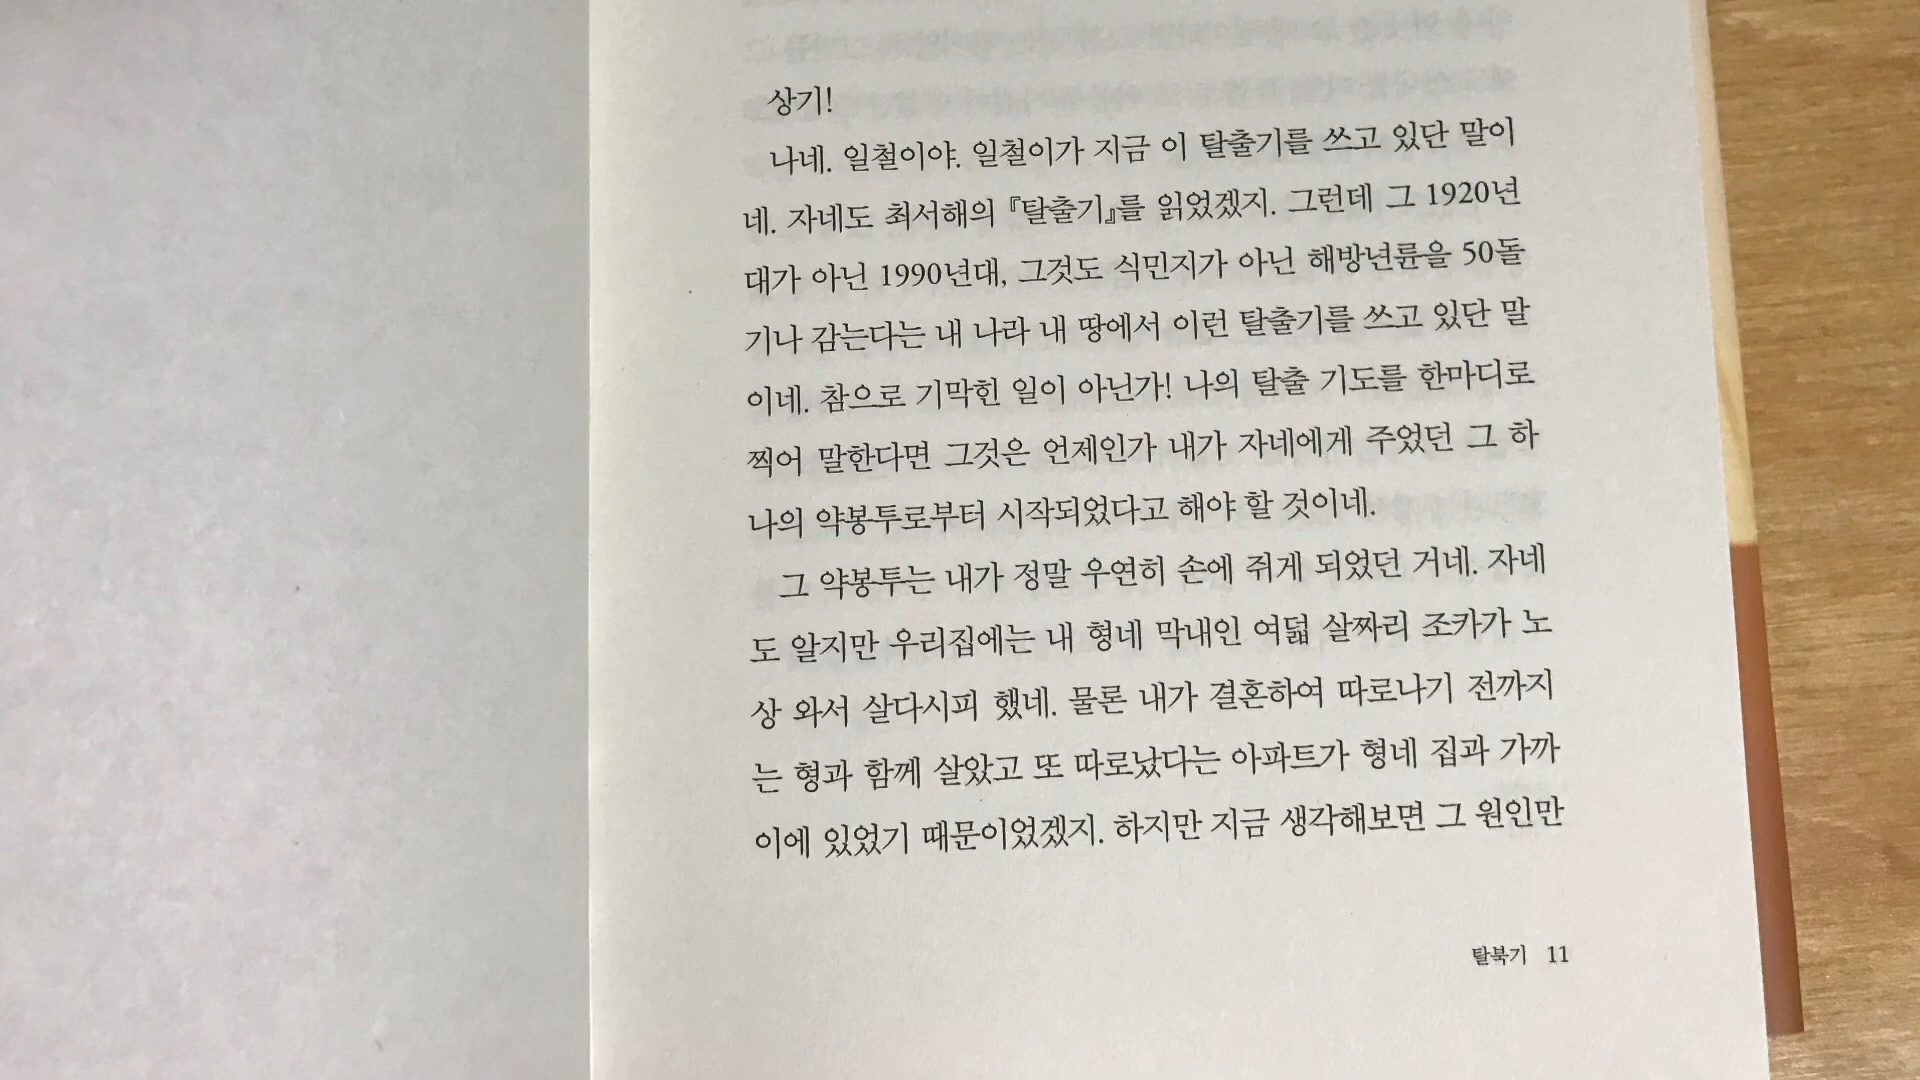 상기!
나네. 일철이야. 일철이가 지금 이 탈출기를 쓰고 있단 말이
네. 자네도 최서해의 『탈출기』를 읽었겠지. 그런데 그 1920년
대가 아닌 1990년대, 그것도 식민지가 아닌 해방년륜을 50돌
기나 감는다는 내 나라 내 땅에서 이런 탈출기를 쓰고 있단 말
이네. 참으로 기막힌 일이 아닌가! 나의 탈출 기도를 한마디로
찍어 말한다면 그것은 언제인가 내가 자네에게 주었던 그 하
나의 약봉투로부터 시작되었다고 해야 할 것이네.
그 약봉투는 내가 정말 우연히 손에 쥐게 되었던 거네. 자네
도 알지만 우리집에는 내 형네 막내인 여덟 살짜리 조카가 노
상 와서 살다시피 했네. 물론 내가 결혼하여 따로나기 전까지
는 형과 함께 살았고 또 따로났다는 아파트가 형네 집과 가까
이에 있었기 때문이었겠지. 하지만 지금 생각해보면 그 원인만
탈북기 11